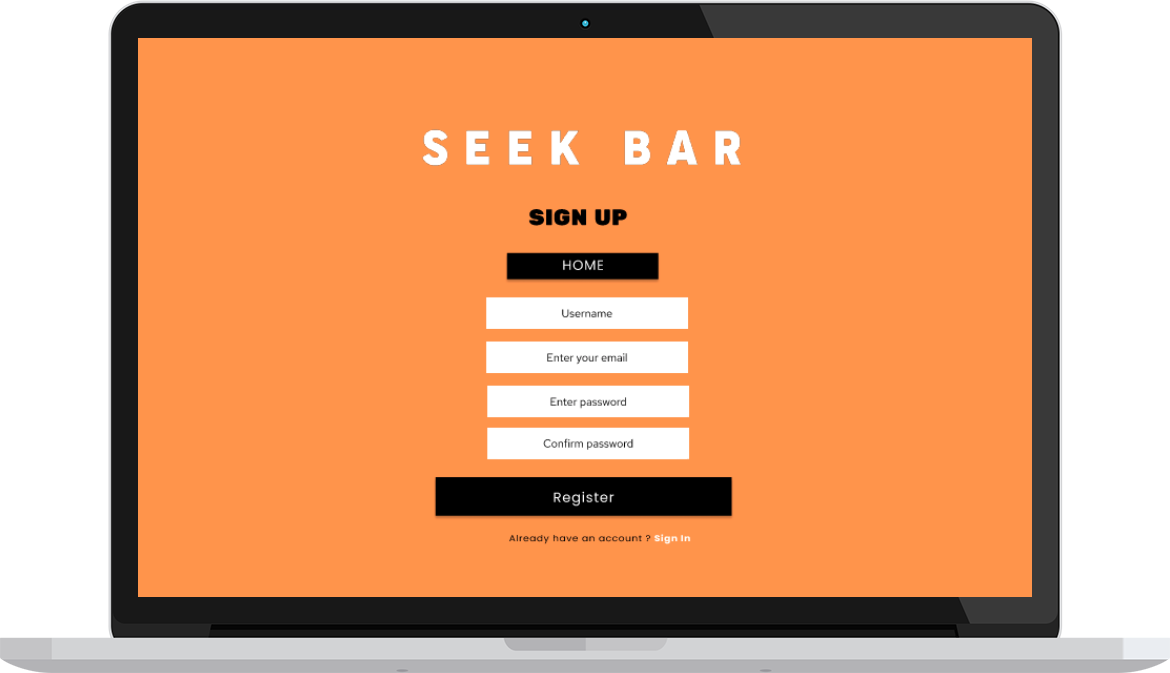 SEEK BAR
SIGN UP
HOME
Username
Enter your email
Enter password
Confirm password
Register
Already have an account ? Sign In